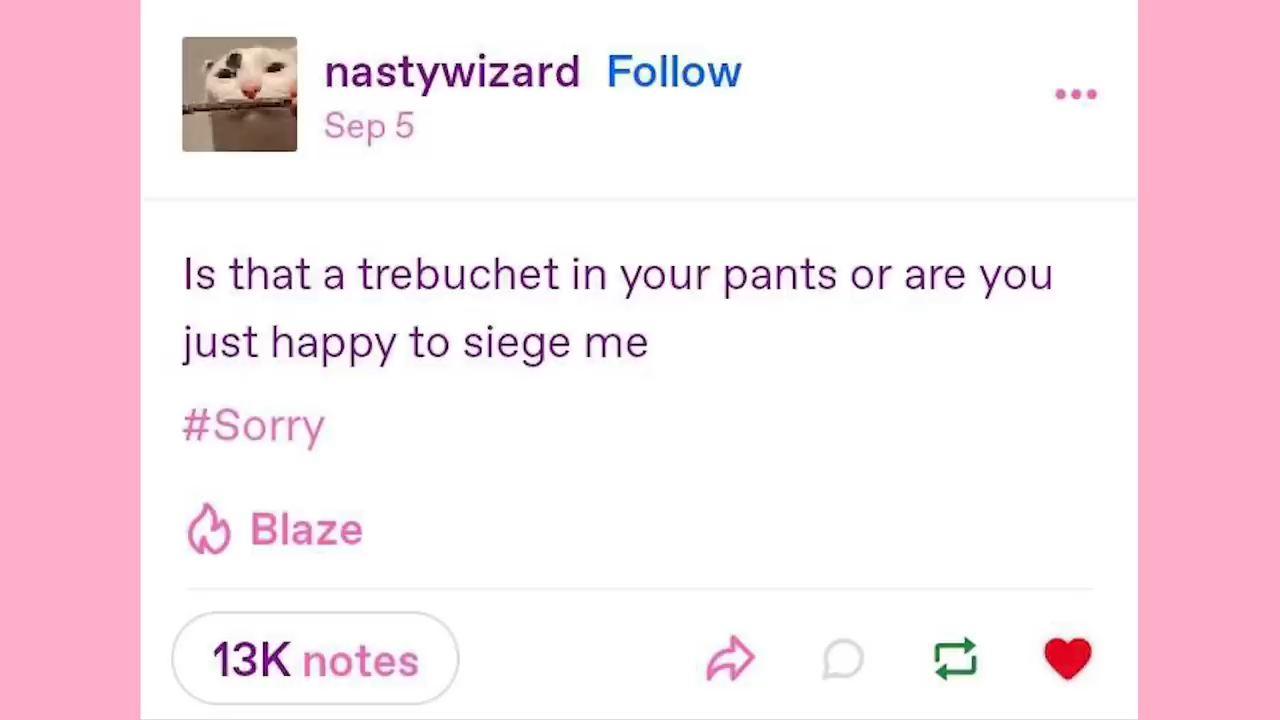 nastywizard Follow
Sep 5
Is that a trebuchet in your pants or are you
just happy to siege me
#Sorry
Blaze
13K notes